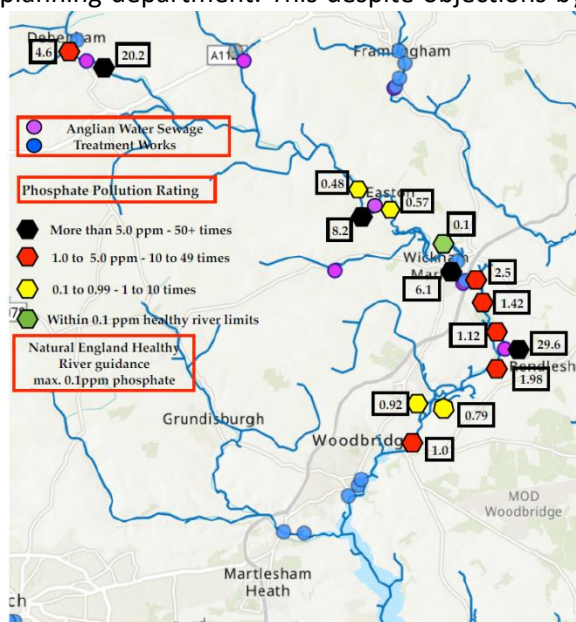 planning department. This despite objections by
Debenham
4.6
20.2
A112
Framlingham
Anglian Water Sewage
Treatment Works
Phosphate Pollution Rating
0.48
Easton
0.57
8.2
0.1
More than 5.0 ppm - 50+ times
Wickham
Mar
2.5
6.1
1.0 to 5.0 ppm - 10 to 49 times
1.42
0.1 to 0.99 - 1 to 10 times
1.12
Within 0.1 ppm healthy river limits
29.6
Natural England Healthy
River guidance
max. 0.1ppm phosphate
Rendlesh
1.98
0.92
0.79
Grundisburgh
Woodbridg
1.0
MOD
Woodbridge
Martlesham
Heath
ch